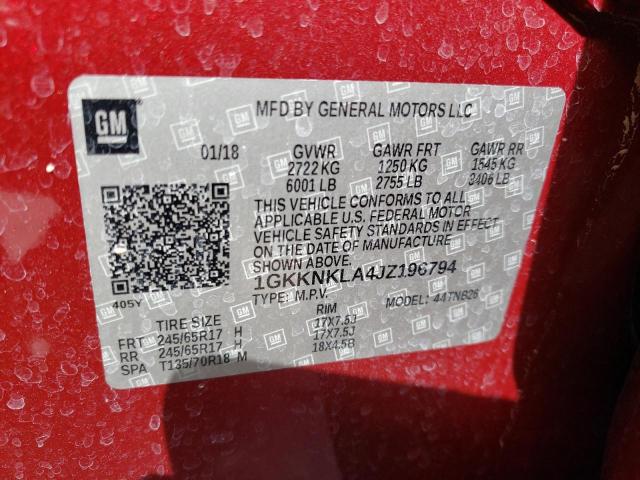 GM
MFD BY GENERAL MOTORS LLC
01/18 GVWR GAWR FRT GAWR RR
2722 KG 1250 KG 1545 KG
6001 LB 2755 LB 3406 LB
THIS VEHICLE CONFORMS TO ALL
APPLICABLE U.S. FEDERAL MOTOR
VEHICLE SAFETY STANDARDS IN EFFECT
ON THE DATE OF MANUFACTURE
SHOWN ABOVE.
1GKKNKLA4JZ196794
TYPE: M.P.V. MODEL: 44TNB26
405Y
TIRE SIZE RIM
FRT 245/65R17 H 17X7.5J
RR 245/65R17 H 17X7.5J
SPA T135/70R18 M 18X4.5B